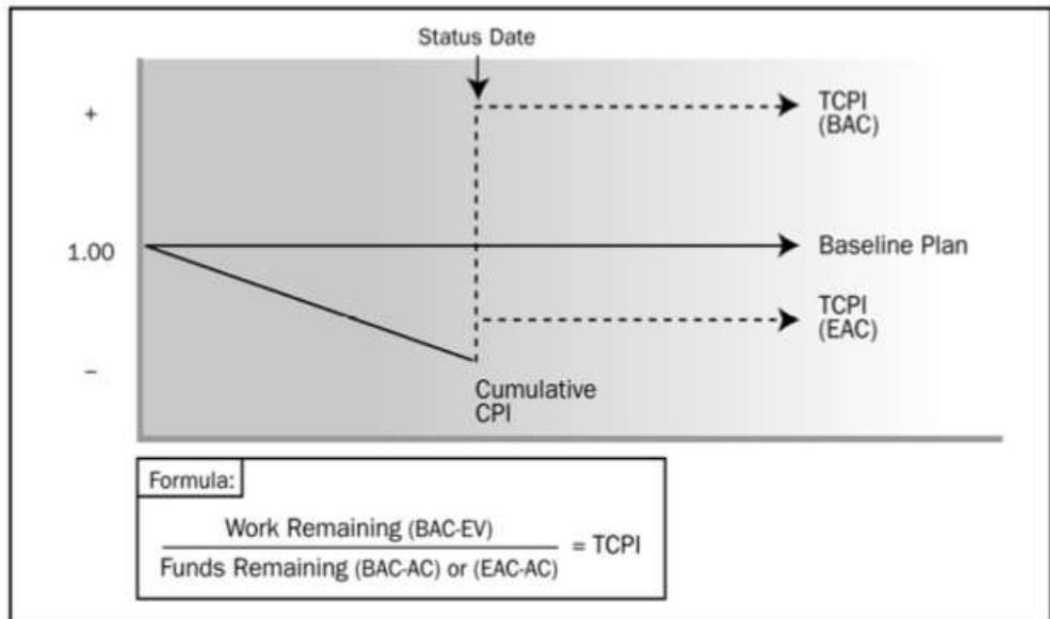 Status Date
+
TCPI
(BAC)
1.00
Baseline Plan
TCPI
(EAC)
–
Cumulative
CPI
Formula:
Work Remaining (BAC-EV)
= TCPI
Funds Remaining (BAC-AC) or (EAC-AC)